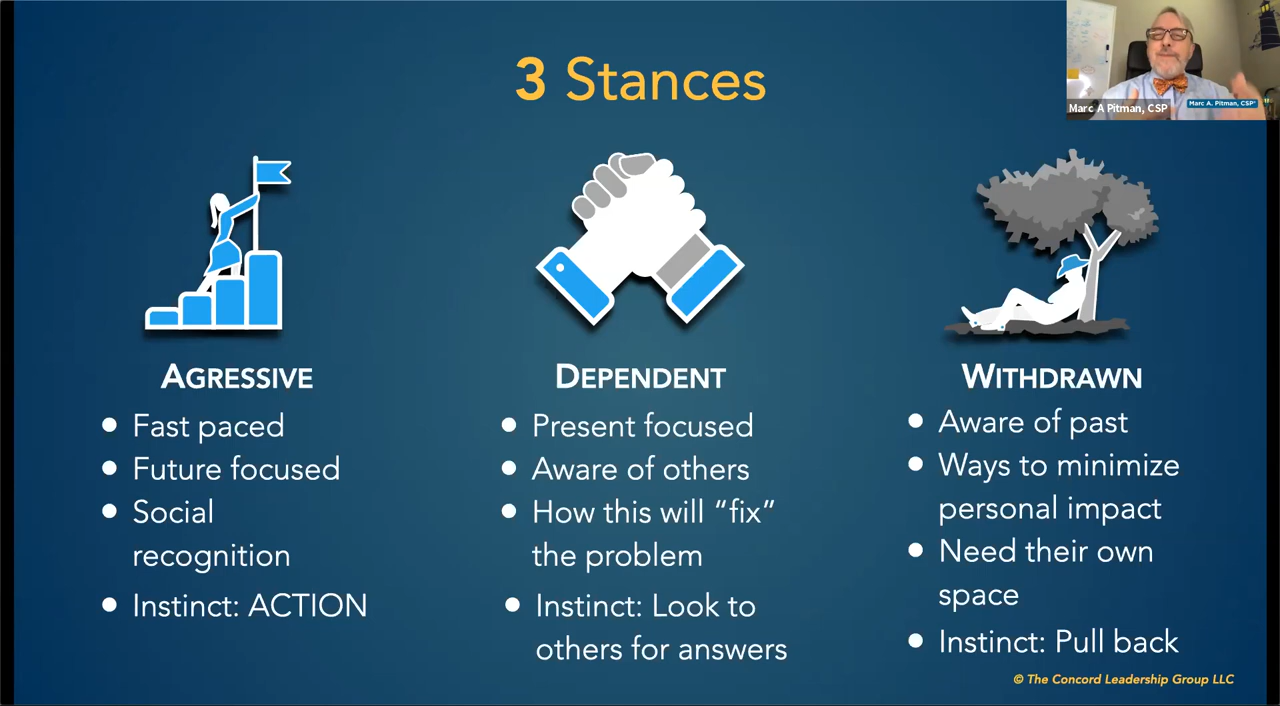 3 Stances
Marc A Pitman, CSP
Marc A. Pitman, CSP
AGRESSIVE
• Fast paced
• Future focused
• Social
recognition
• Instinct: ACTION
DEPENDENT
• Present focused
• Aware of others
• How this will “fix”
the problem
• Instinct: Look to
others for answers
WITHDRAWN
• Aware of past
• Ways to minimize
personal impact
• Need their own
space
• Instinct: Pull back
© The Concord Leadership Group LLC